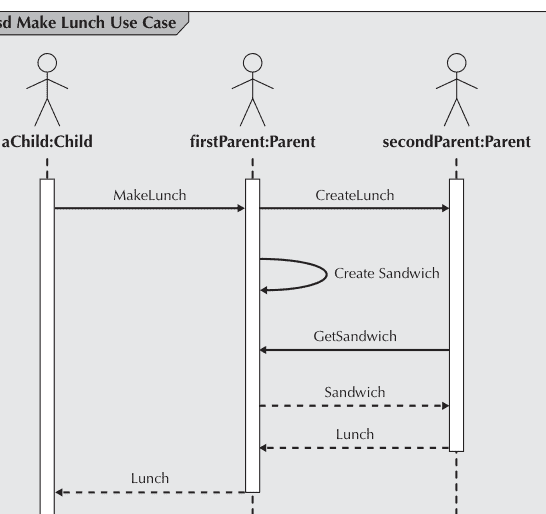 sd Make Lunch Use Case
aChild:Child
firstParent:Parent
secondParent:Parent
MakeLunch
CreateLunch
Create Sandwich
GetSandwich
Sandwich
Lunch
Lunch